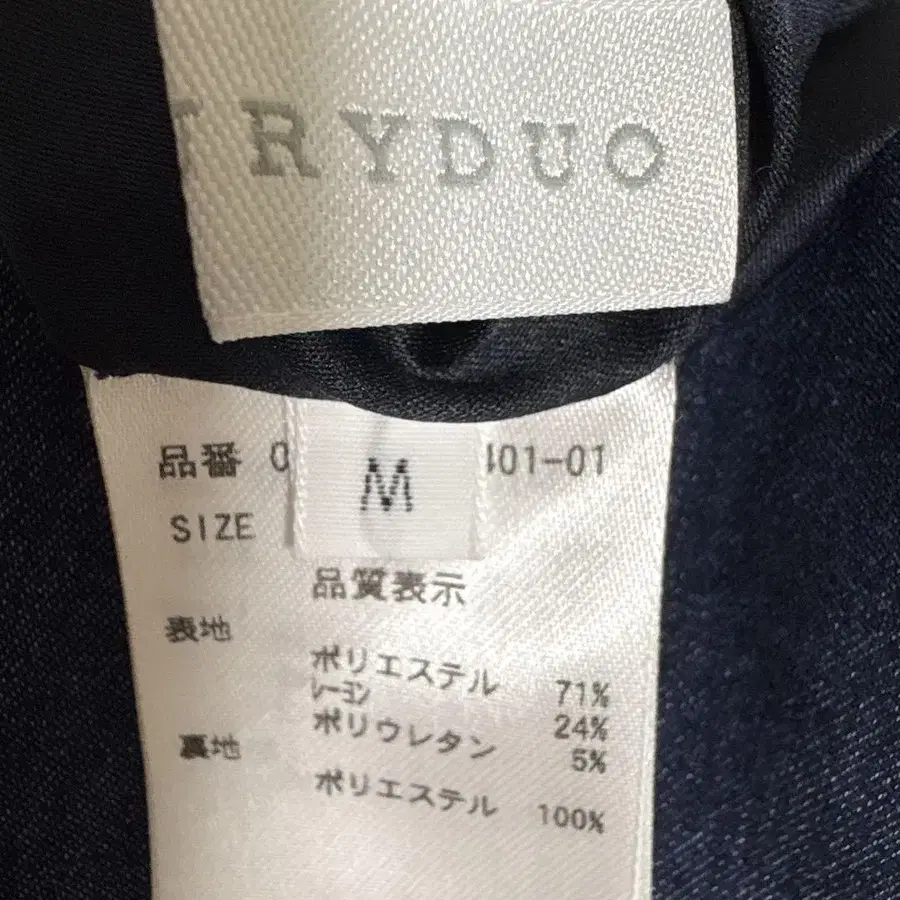 RYDUO
品番 0 401-01
M
SIZE
品質表示
表地
ポリエステル 71%
レーヨン 24%
ポリウレタン 5%
裏地
ポリエステル 100%